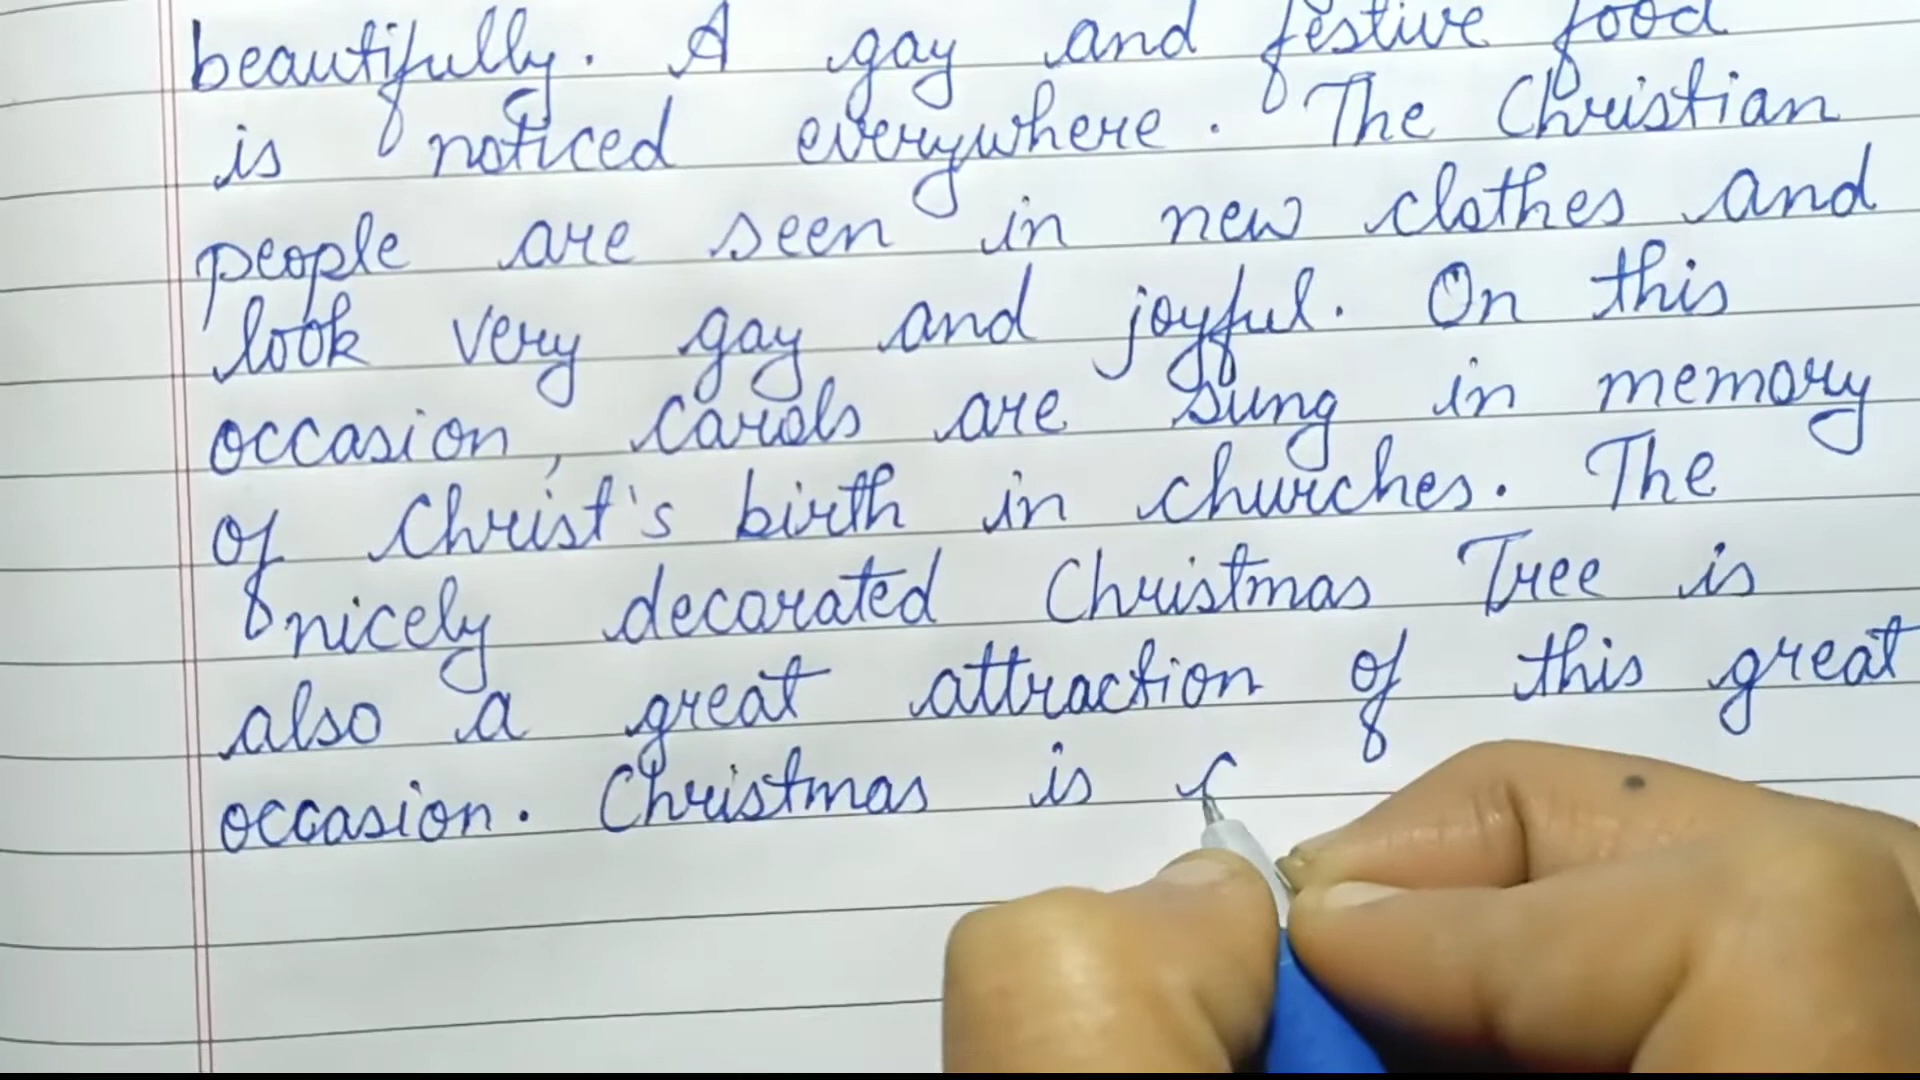 beautifully. A gay and festive food
is noticed everywhere. The Christian
people are seen in new clothes and
look very gay and joyful. On this
occasion, carols are sung in memory
of Christ's birth in churches. The
nicely decorated Christmas Tree is
also a great attraction of this great
occasion. Christmas is